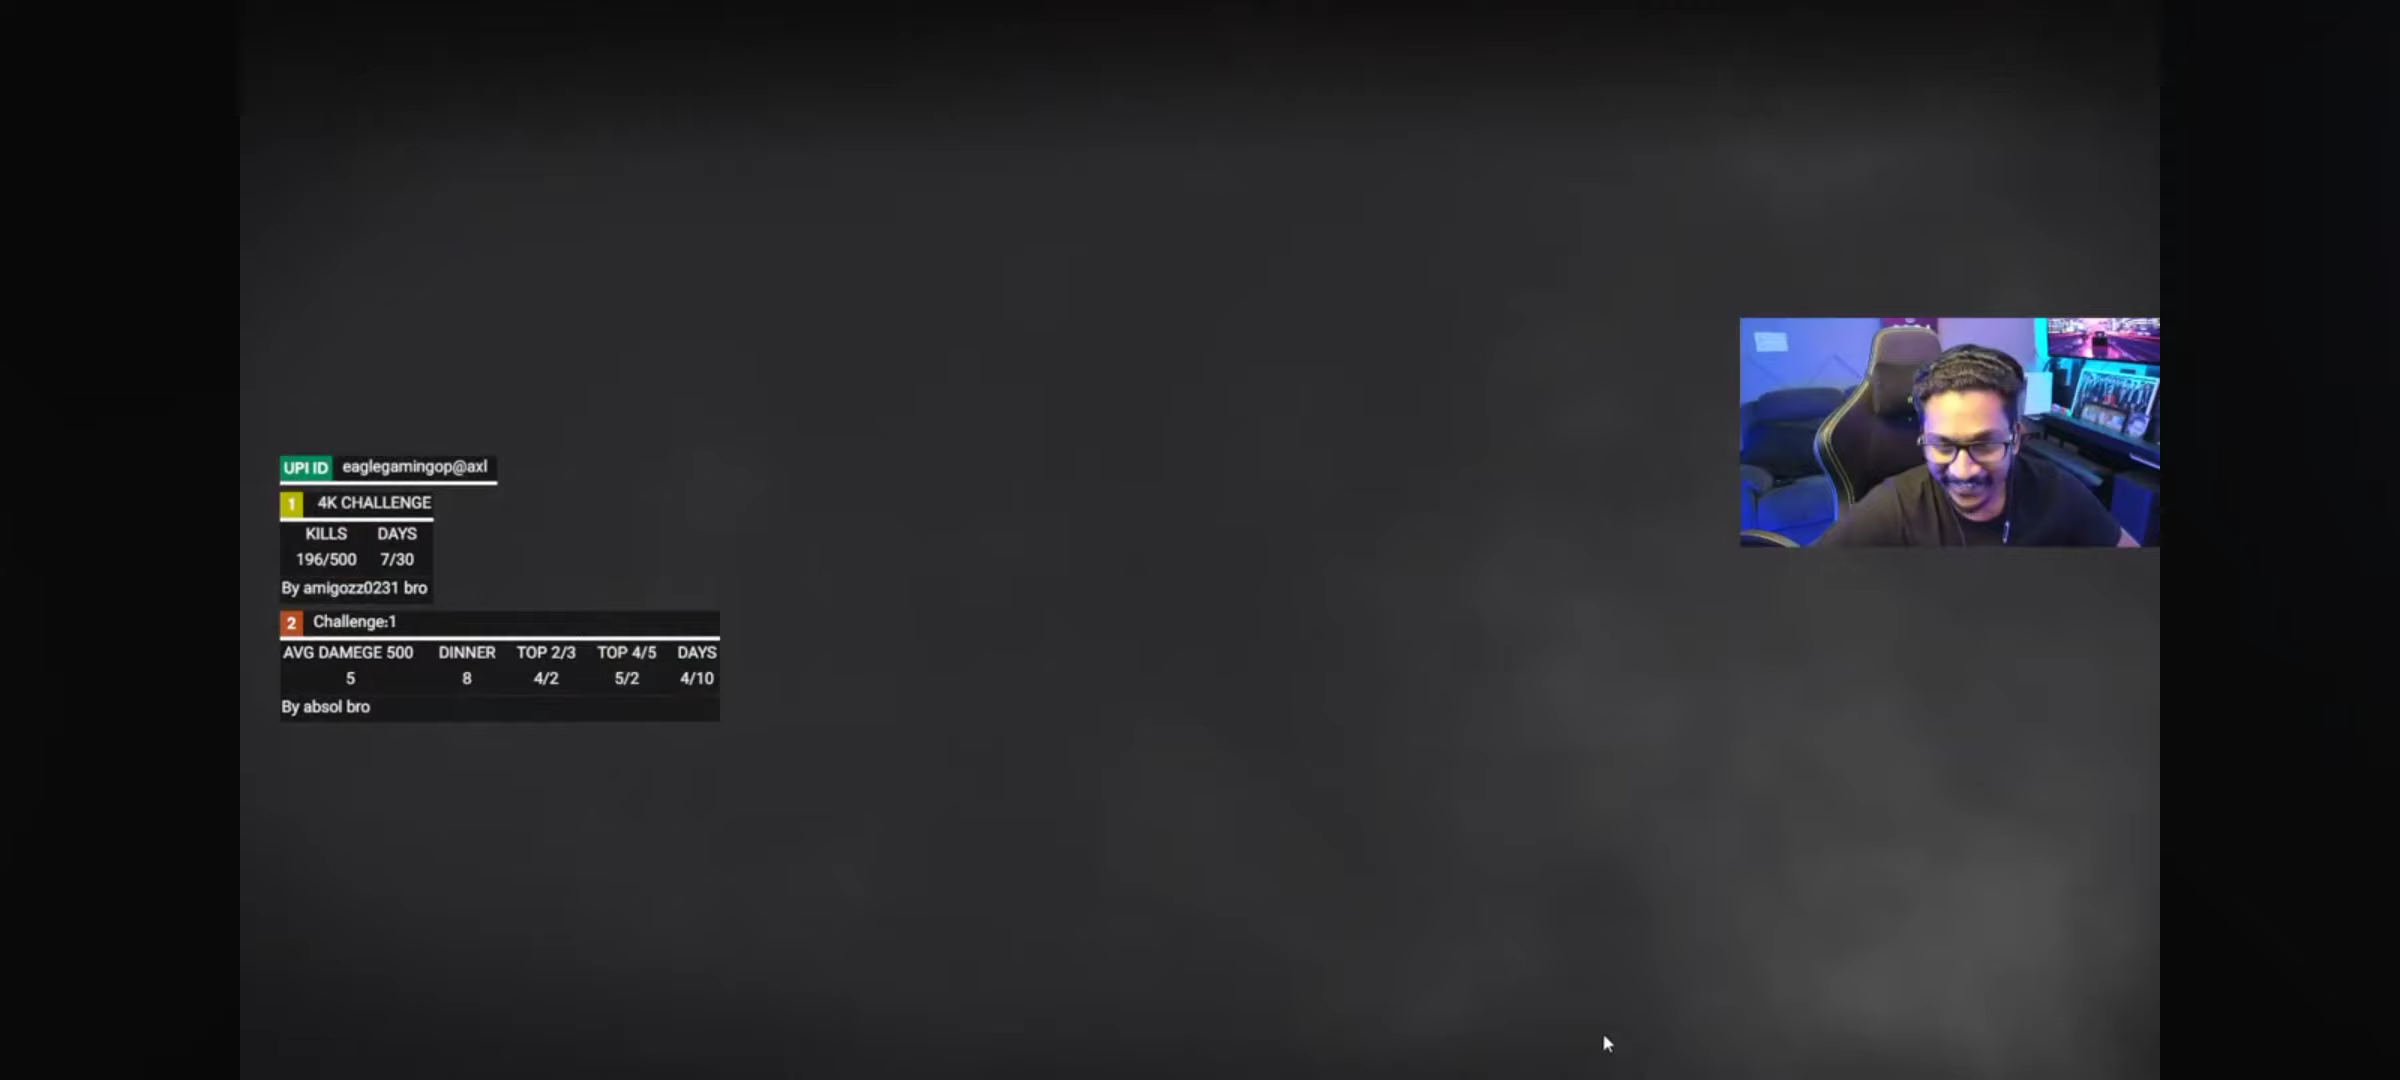 UPI ID eaglegamingop@axl
1 4K CHALLENGE
KILLS DAYS
196/500 7/30
By amigozz0231 bro
2 Challenge:1
AVG DAMEGE 500 DINNER TOP 2/3 TOP 4/5 DAYS
5 8 4/2 5/2 4/10
By absol bro